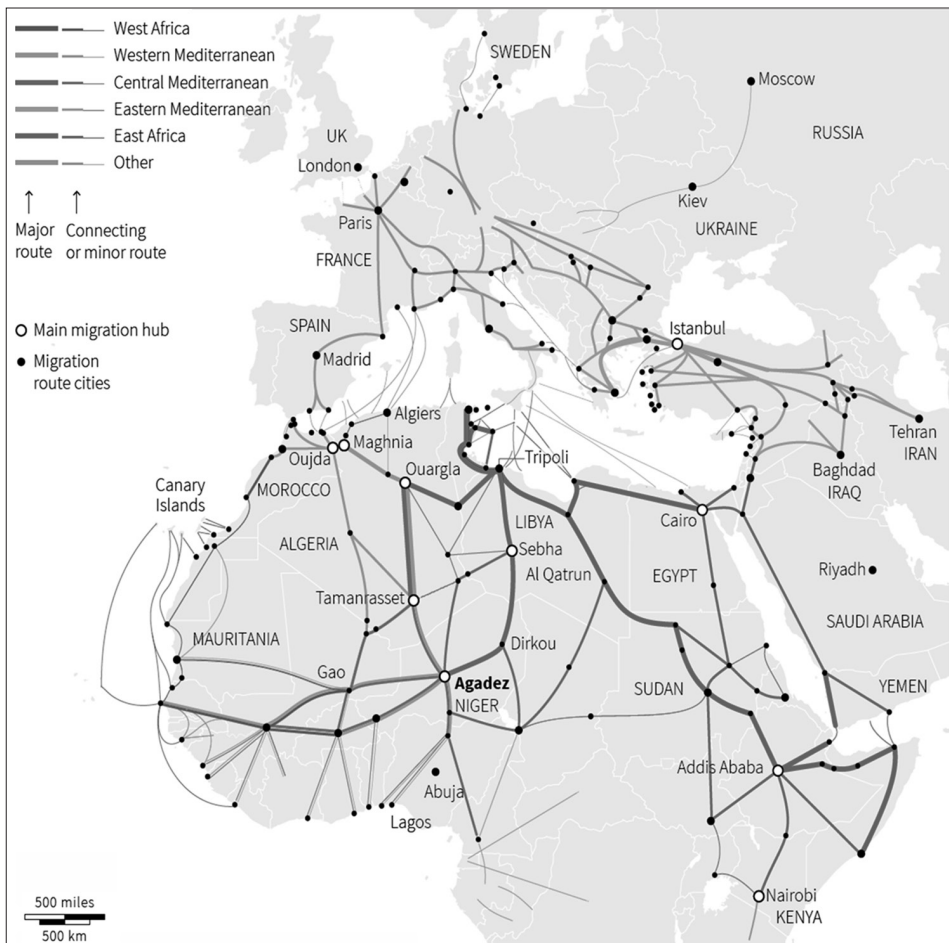 West Africa
Western Mediterranean
Central Mediterranean
Eastern Mediterranean
East Africa
Other
Major
route
Connecting
or minor route
Main migration hub
Migration
route cities
SWEDEN
Moscow
RUSSIA
UK
London
Kiev
UKRAINE
Paris
FRANCE
SPAIN
Madrid
Istanbul
Algiers
Maghnia
Oujda
Tehran
IRAN
Ouargla
Tripoli
Baghdad
IRAQ
Canary
Islands
MOROCCO
Cairo
LIBYA
ALGERIA
Sebha
Al Qatrun
EGYPT
Riyadh
Tamanrasset
SAUDI ARABIA
MAURITANIA
Dirkou
Gao
Agadez
NIGER
SUDAN
YEMEN
Addis Ababa
Abuja
Lagos
Nairobi
KENYA
500 miles
500 km